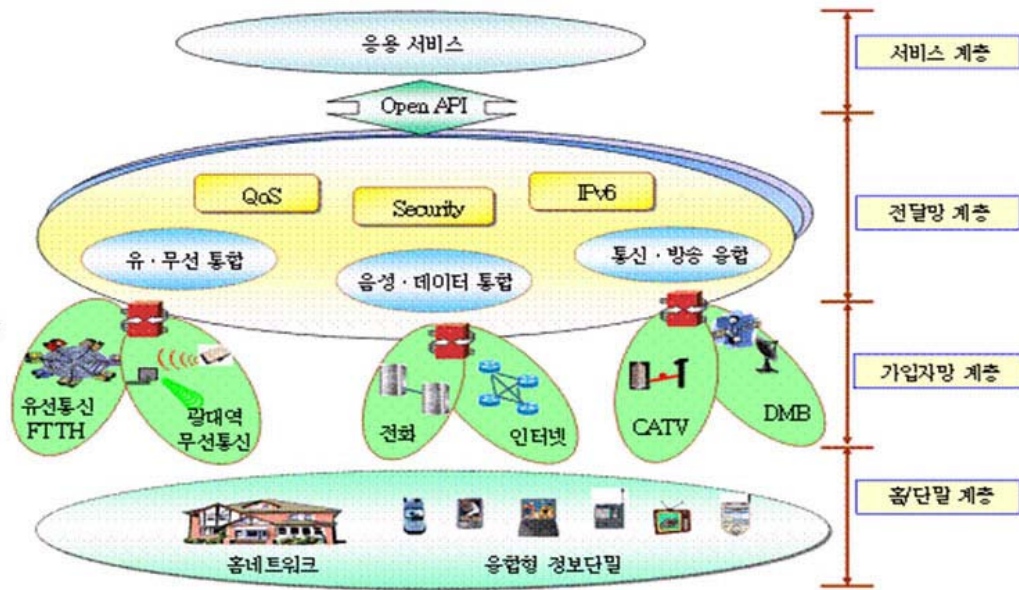 응용 서비스
서비스 계층
Open API
QoS
Security
IPv6
전달망 계층
유·무선 통합
음성·데이터 통합
통신·방송 융합
유선통신
FTTH
광대역
무선통신
전화
인터넷
CATV
DMB
가입자망 계층
홈/단말 계층
홈네트워크
융합형 정보단말